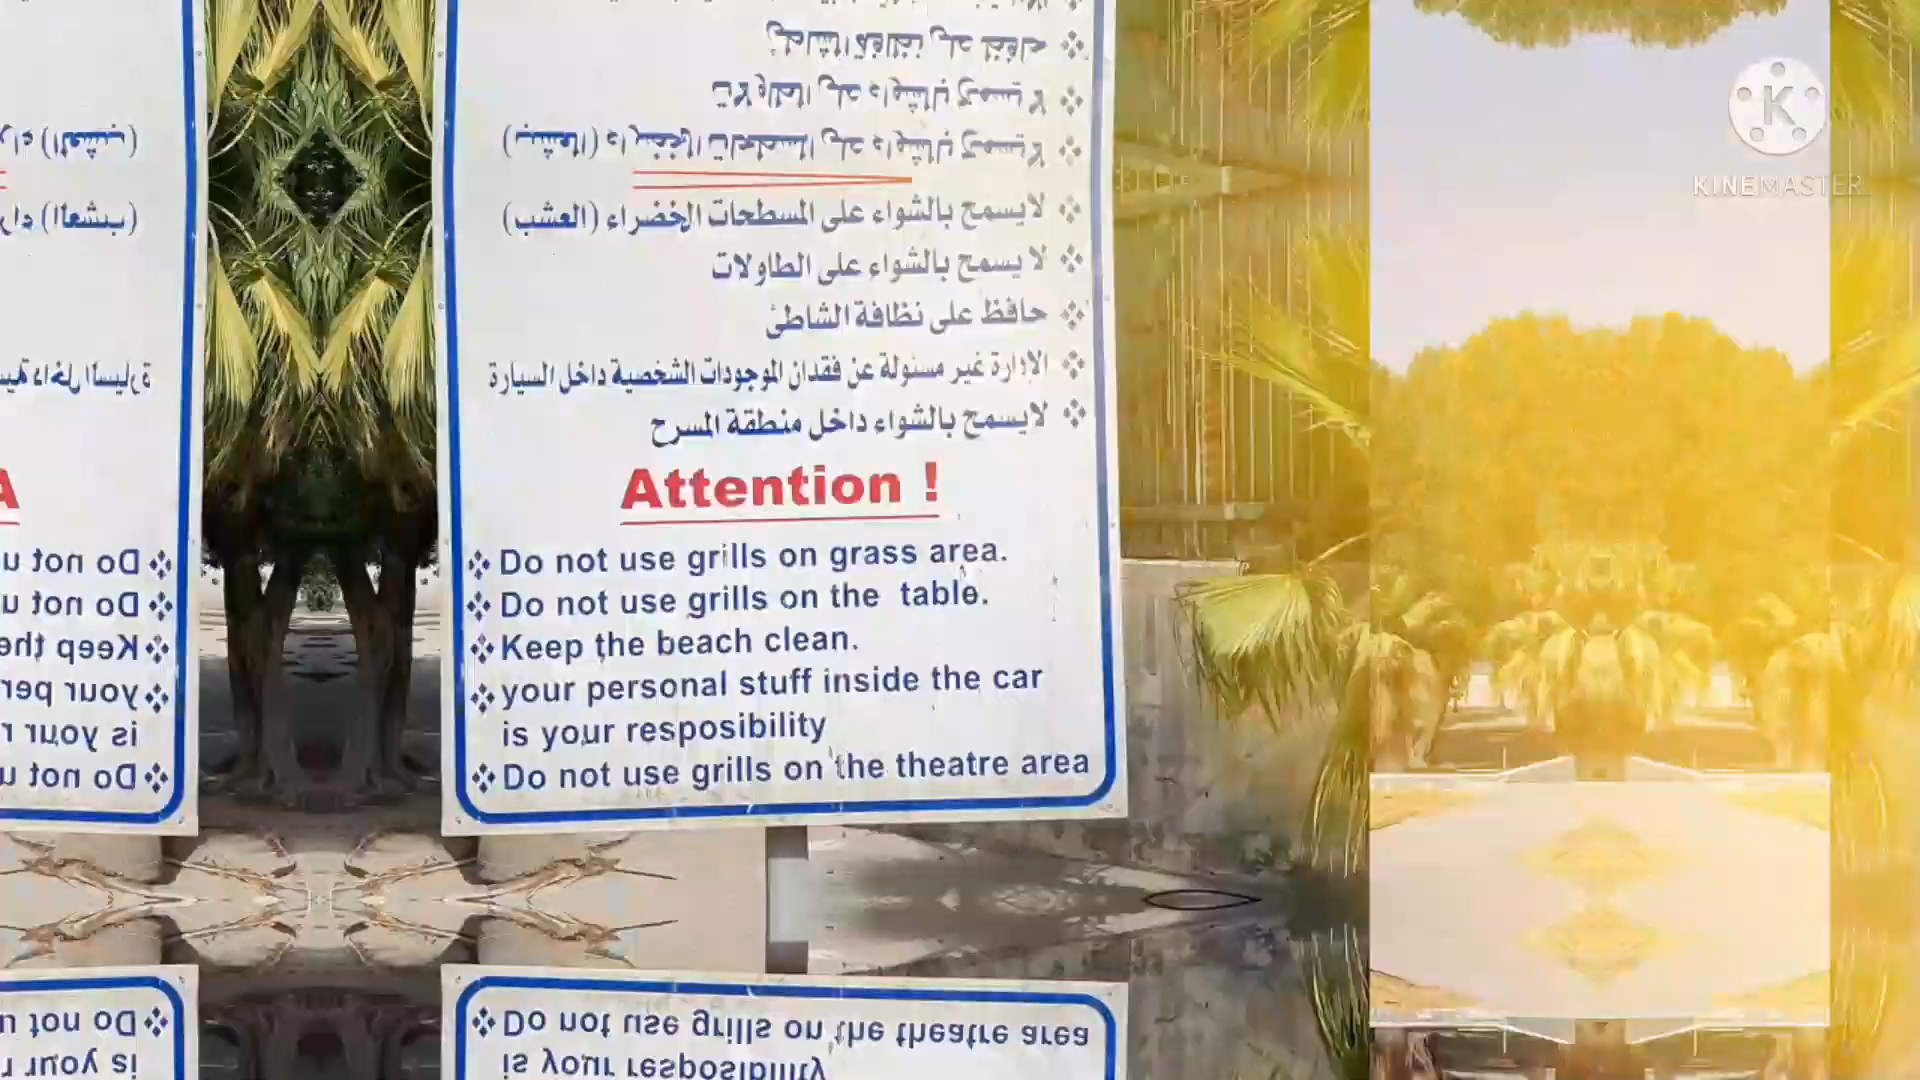 KINEMASTER
❖ لايسمح بالشواء على المسطحات الخضراء (العشب)
❖ لا يسمح بالشواء على الطاولات
❖ حافظ على نظافة الشاطئ
❖ الادارة غير مسئولة عن فقدان الموجودات الشخصية داخل السيارة
❖ لايسمح بالشواء داخل منطقة المسرح
Attention !
❖ Do not use grills on grass area.
❖ Do not use grills on the table.
❖ Keep the beach clean.
❖ your personal stuff inside the car
is your resposibility
❖ Do not use grills on the theatre area